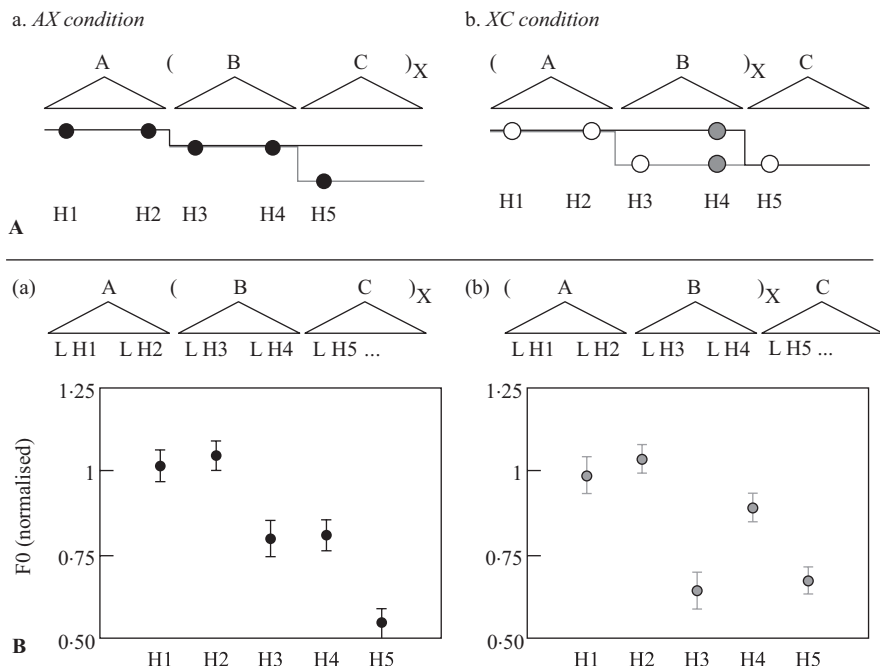 a. AX condition
b. XC condition
A ( B C )X
( A B )X C
H1 H2 H3 H4 H5
H1 H2 H3 H4 H5
A
(a) A ( B C )X
(b) ( A B )X C
L H1 L H2 L H3 L H4 L H5 ...
L H1 L H2 L H3 L H4 L H5 ...
F0 (normalised)
1·25
1
0·75
0·50
H1 H2 H3 H4 H5
1·25
1
0·75
0·50
H1 H2 H3 H4 H5
B